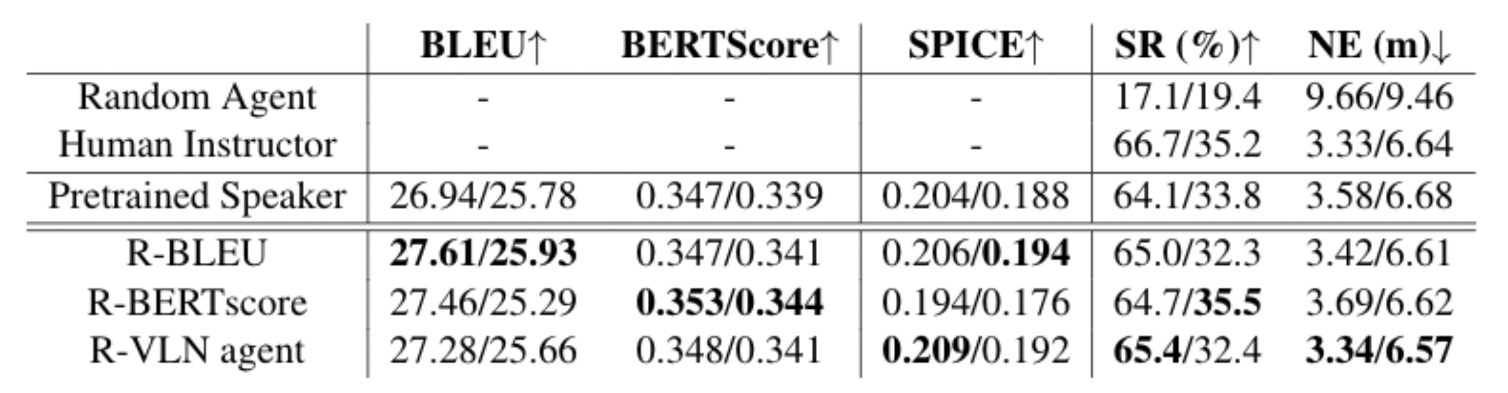 BLEU↑ BERTScore↑ SPICE↑ SR (%)↑ NE (m)↓
Random Agent - - - 17.1/19.4 9.66/9.46
Human Instructor - - - 66.7/35.2 3.33/6.64
Pretrained Speaker 26.94/25.78 0.347/0.339 0.204/0.188 64.1/33.8 3.58/6.68
R-BLEU 27.61/25.93 0.347/0.341 0.206/0.194 65.0/32.3 3.42/6.61
R-BERTscore 27.46/25.29 0.353/0.344 0.194/0.176 64.7/35.5 3.69/6.62
R-VLN agent 27.28/25.66 0.348/0.341 0.209/0.192 65.4/32.4 3.34/6.57